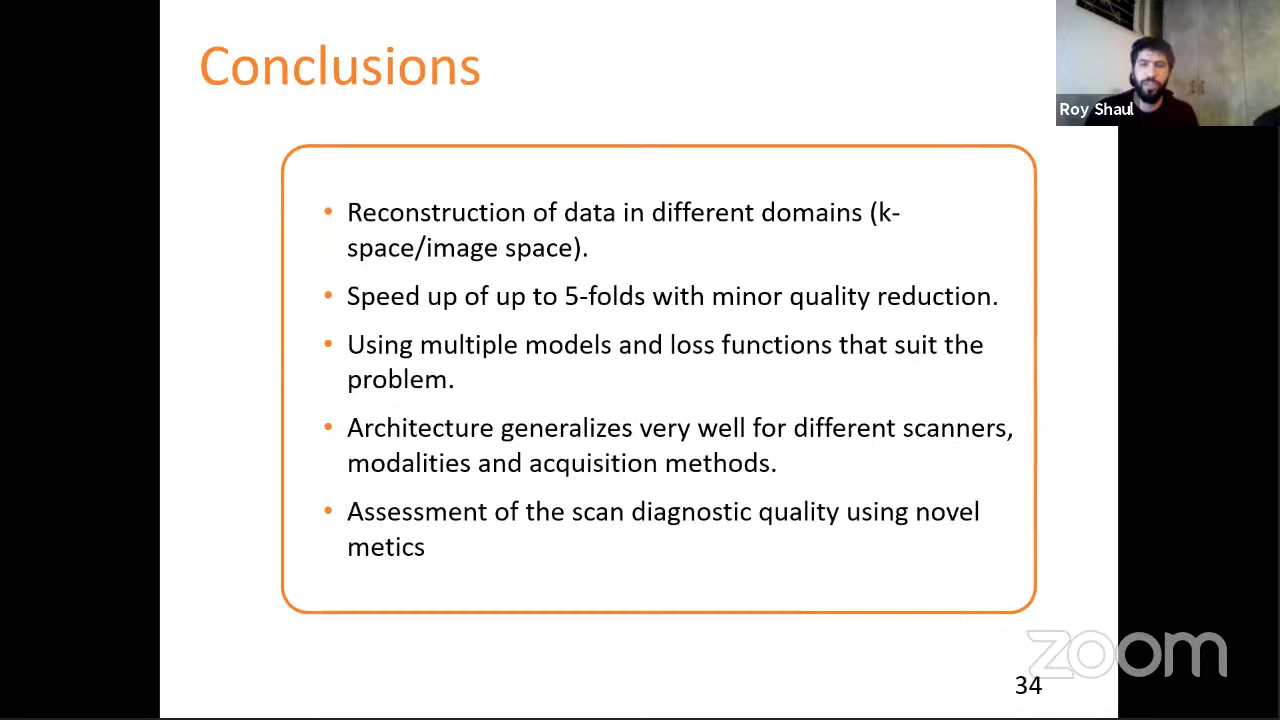 Conclusions
Roy Shaul
• Reconstruction of data in different domains (k-
space/image space).
• Speed up of up to 5-folds with minor quality reduction.
• Using multiple models and loss functions that suit the
problem.
• Architecture generalizes very well for different scanners,
modalities and acquisition methods.
• Assessment of the scan diagnostic quality using novel
metics
zoom
34